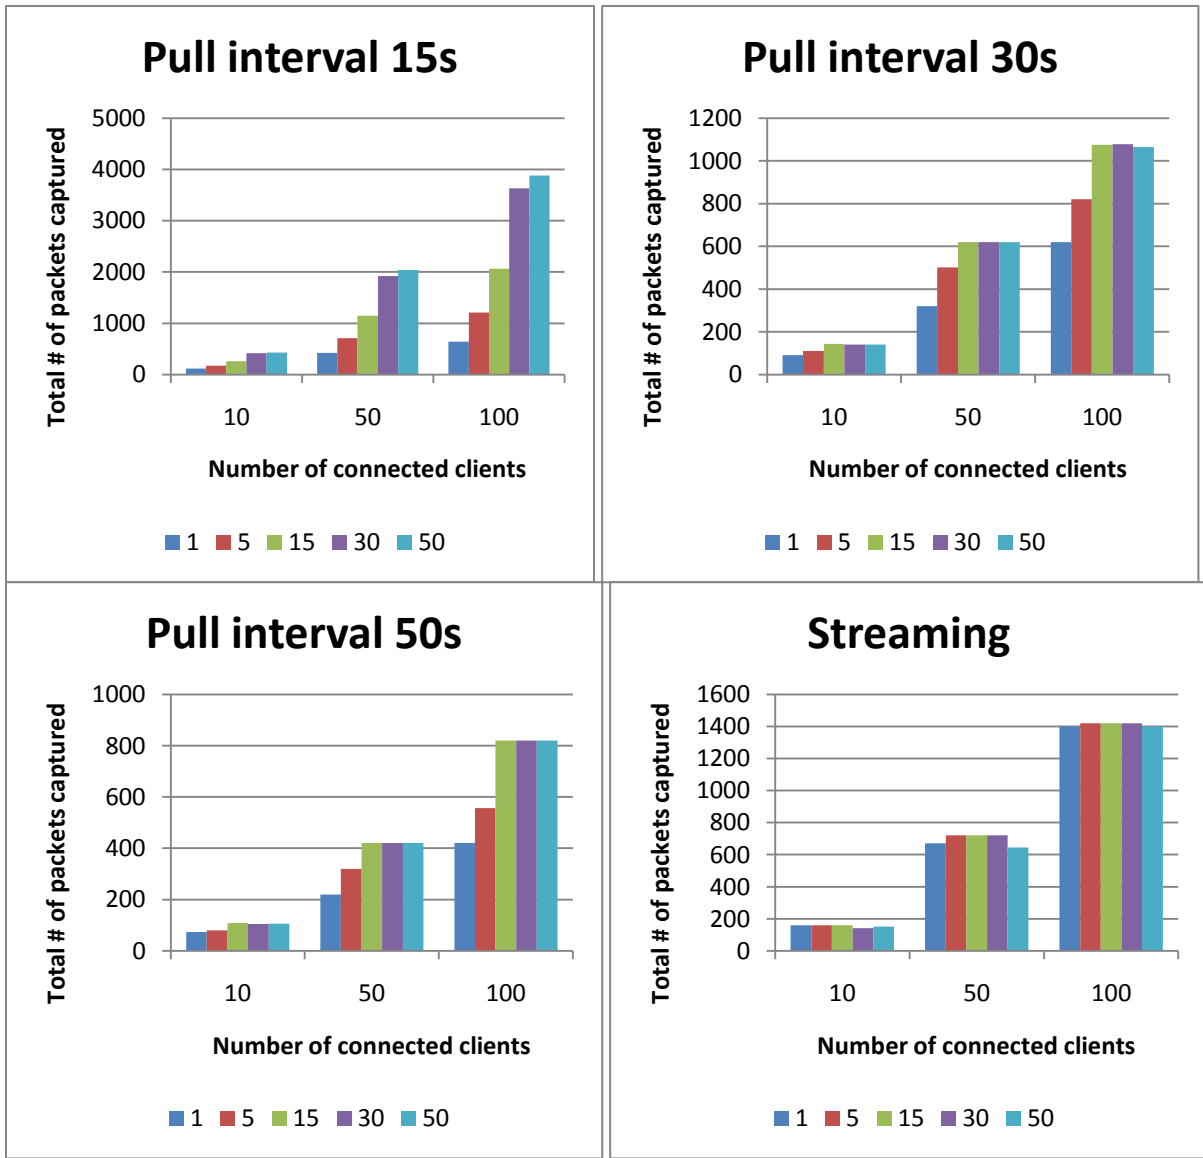 Pull interval 15s
Total # of packets captured
5000
4000
3000
2000
1000
0
10 50 100
Number of connected clients
1 5 15 30 50
Pull interval 30s
Total # of packets captured
1200
1000
800
600
400
200
0
10 50 100
Number of connected clients
1 5 15 30 50
Pull interval 50s
Total # of packets captured
1000
800
600
400
200
0
10 50 100
Number of connected clients
1 5 15 30 50
Streaming
Total # of packets captured
1600
1400
1200
1000
800
600
400
200
0
10 50 100
Number of connected clients
1 5 15 30 50